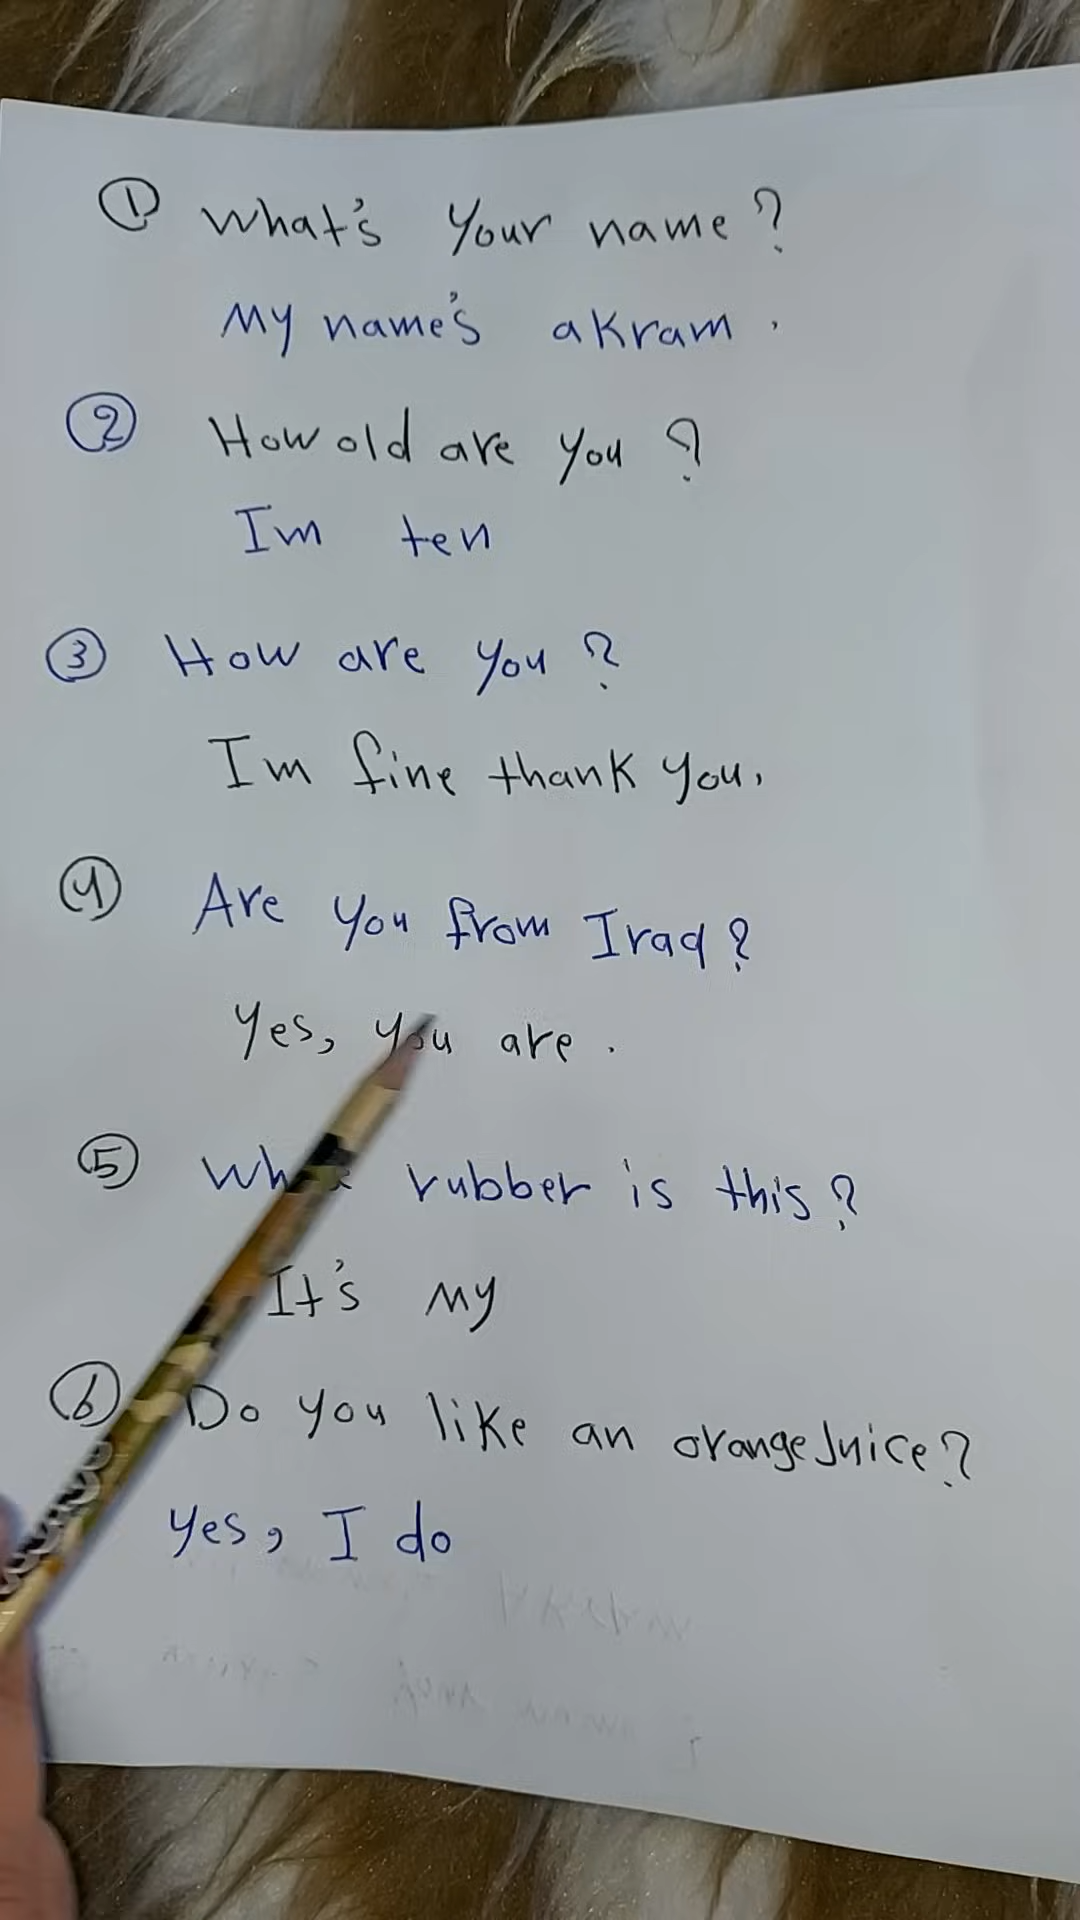 ① What's your name?
My name's akram.
② How old are you?
Im ten
③ How are you?
Im fine thank you.
④ Are you from Iraq?
Yes, you are.
⑤ rubber is this?
It's my
⑥ Do you like an orange Juice?
Yes, I do